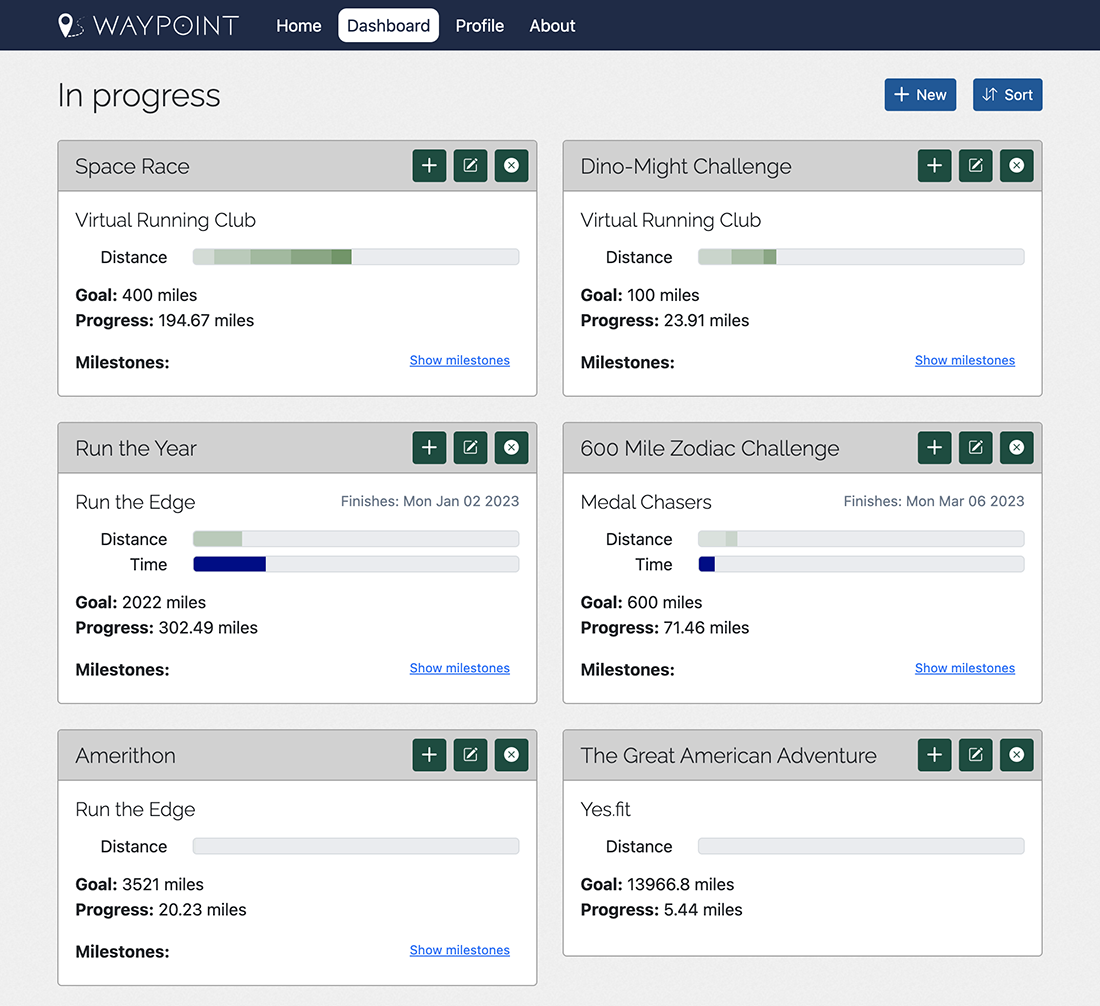 WAYPOINT Home Dashboard Profile About
In progress
New Sort
Space Race
Virtual Running Club
Distance
Goal: 400 miles
Progress: 194.67 miles
Milestones: Show milestones
Dino-Might Challenge
Virtual Running Club
Distance
Goal: 100 miles
Progress: 23.91 miles
Milestones: Show milestones
Run the Year
Run the Edge Finishes: Mon Jan 02 2023
Distance
Time
Goal: 2022 miles
Progress: 302.49 miles
Milestones: Show milestones
600 Mile Zodiac Challenge
Medal Chasers Finishes: Mon Mar 06 2023
Distance
Time
Goal: 600 miles
Progress: 71.46 miles
Milestones: Show milestones
Amerithon
Run the Edge
Distance
Goal: 3521 miles
Progress: 20.23 miles
Milestones: Show milestones
The Great American Adventure
Yes.fit
Distance
Goal: 13966.8 miles
Progress: 5.44 miles